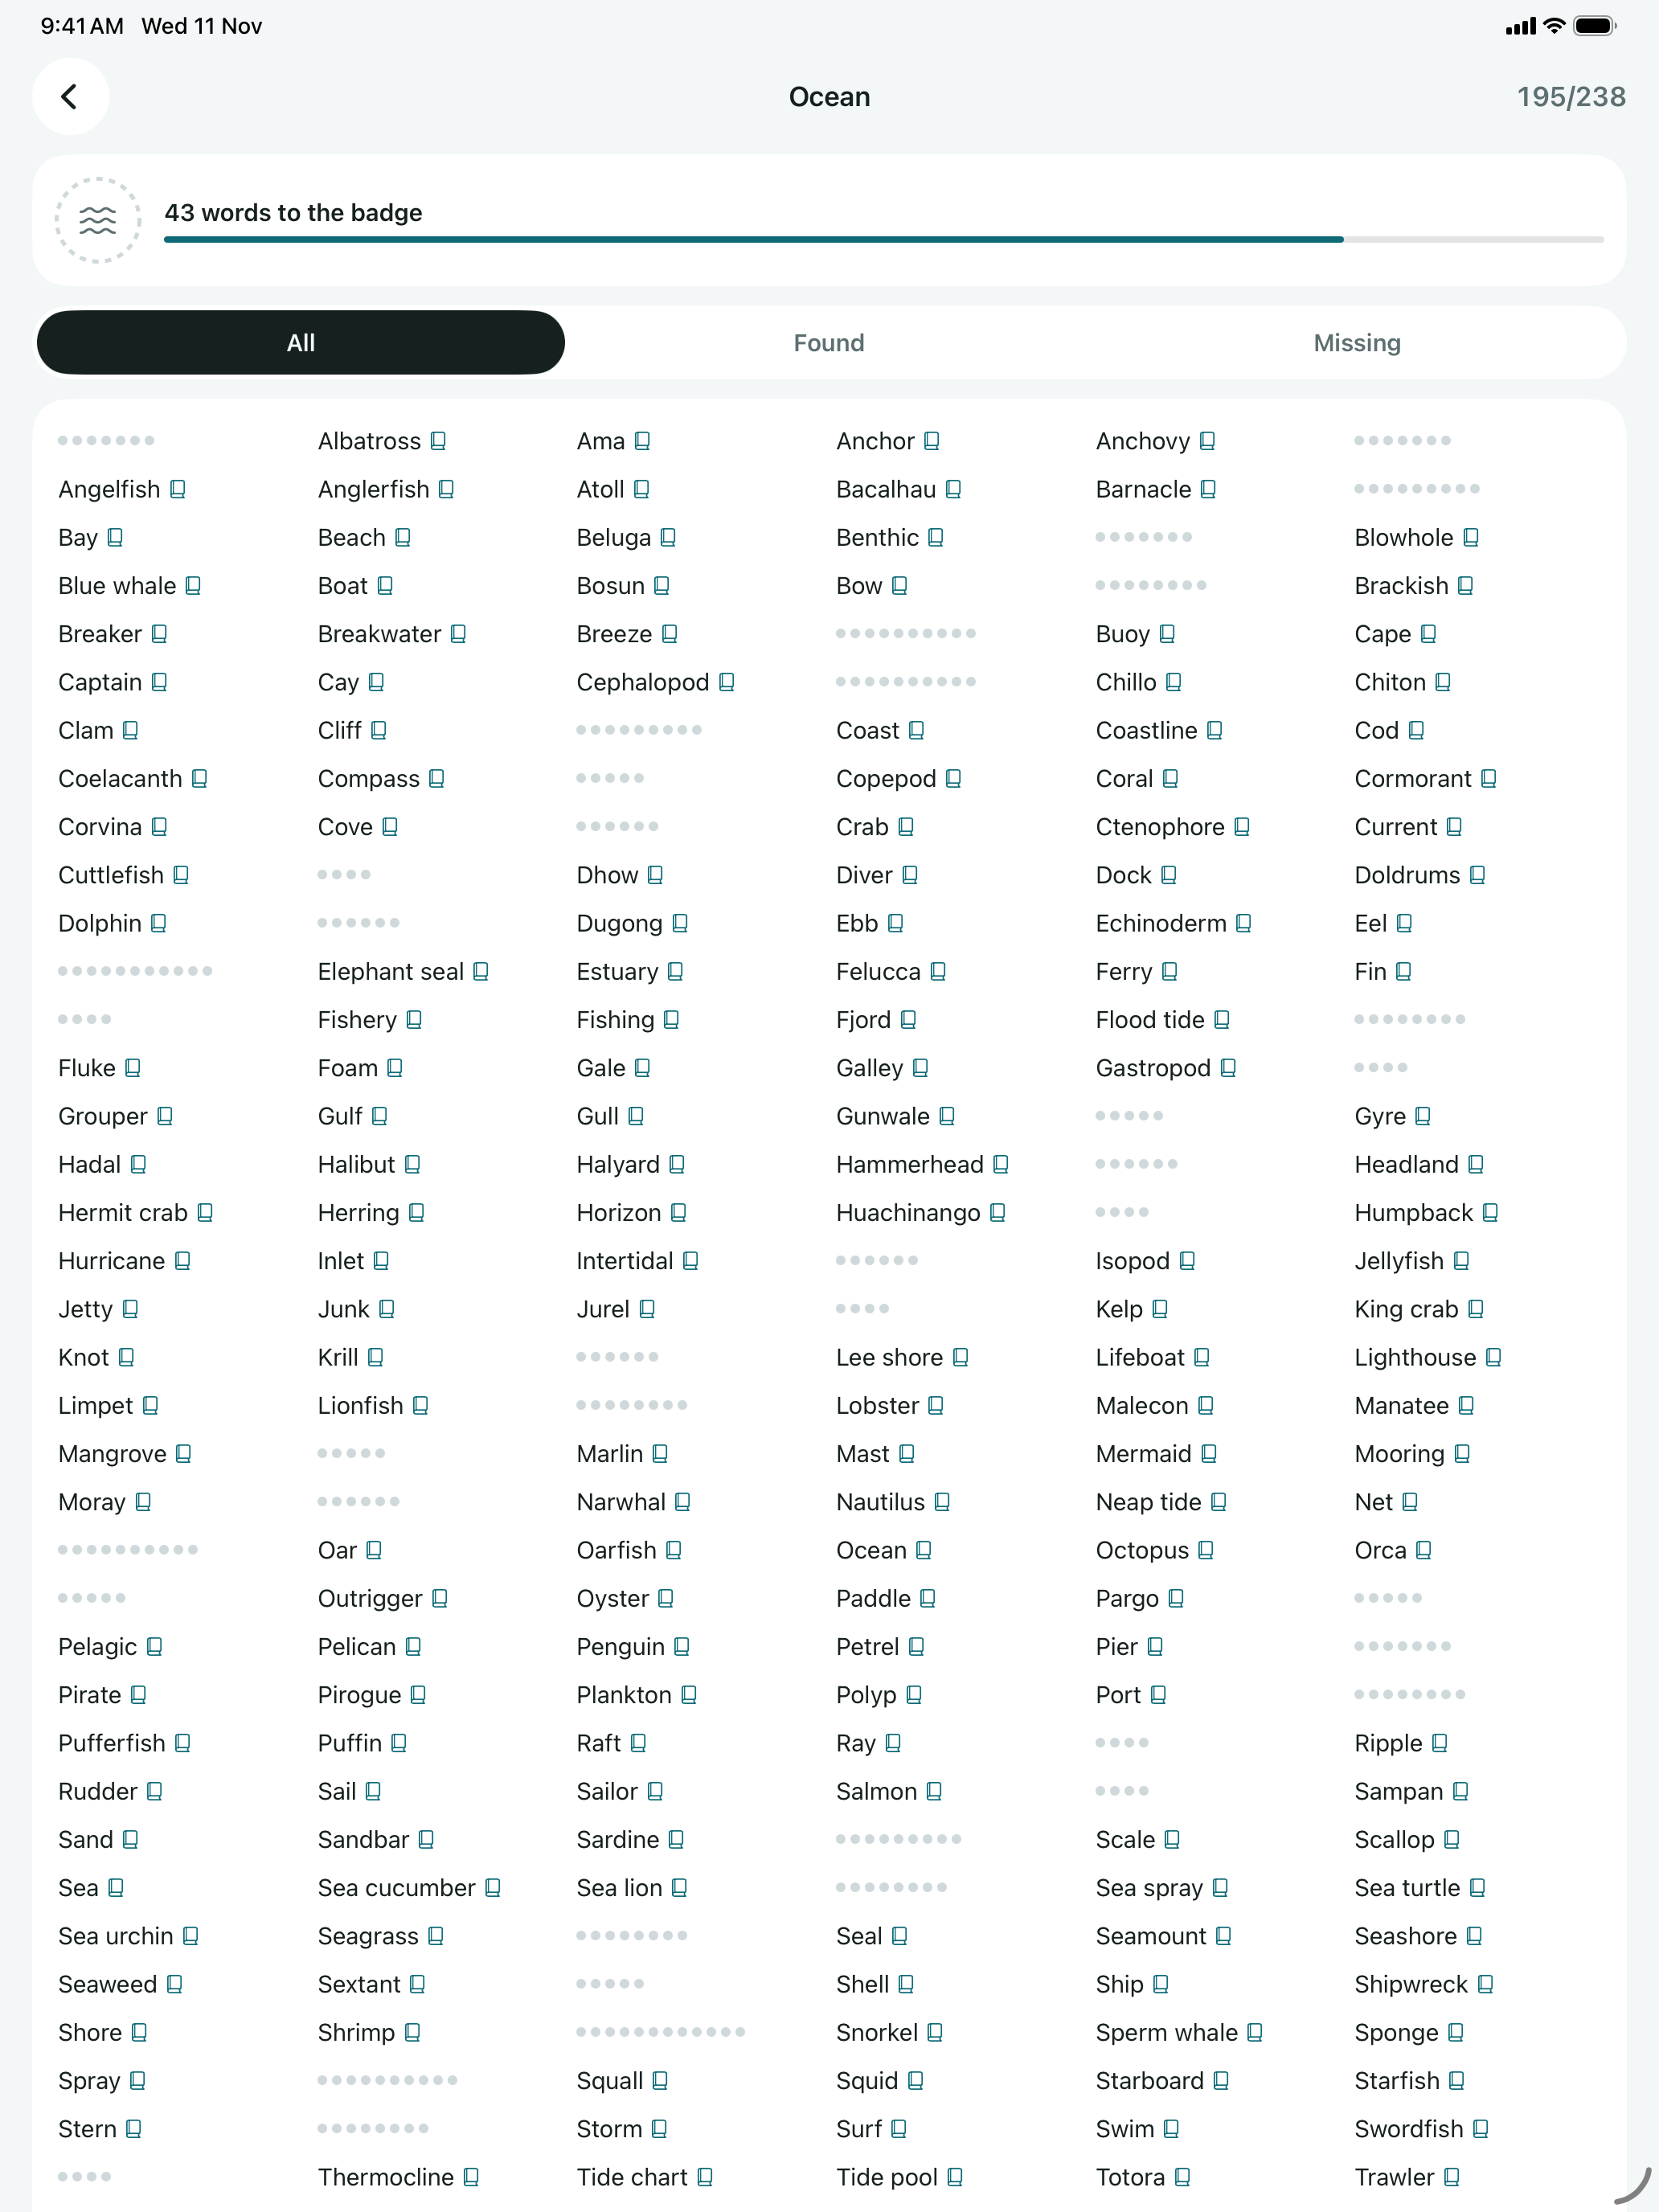 9:41 AM Wed 11 Nov
Ocean
195/238
43 words to the badge
All Found Missing
Albatross Ama Anchor Anchovy
Angelfish Anglerfish Atoll Bacalhau Barnacle
Bay Beach Beluga Benthic Blowhole
Blue whale Boat Bosun Bow Brackish
Breaker Breakwater Breeze Buoy Cape
Captain Cay Cephalopod Chillo Chiton
Clam Cliff Coast Coastline Cod
Coelacanth Compass Copepod Coral Cormorant
Corvina Cove Crab Ctenophore Current
Cuttlefish Dhow Diver Dock Doldrums
Dolphin Dugong Ebb Echinoderm Eel
Elephant seal Estuary Felucca Ferry Fin
Fishery Fishing Fjord Flood tide
Fluke Foam Gale Galley Gastropod
Grouper Gulf Gull Gunwale Gyre
Hadal Halibut Halyard Hammerhead Headland
Hermit crab Herring Horizon Huachinango Humpback
Hurricane Inlet Intertidal Isopod Jellyfish
Jetty Junk Jurel Kelp King crab
Knot Krill Lee shore Lifeboat Lighthouse
Limpet Lionfish Lobster Malecon Manatee
Mangrove Marlin Mast Mermaid Mooring
Moray Narwhal Nautilus Neap tide Net
Oar Oarfish Ocean Octopus Orca
Outrigger Oyster Paddle Pargo
Pelagic Pelican Penguin Petrel Pier
Pirate Pirogue Plankton Polyp Port
Pufferfish Puffin Raft Ray Ripple
Rudder Sail Sailor Salmon Sampan
Sand Sandbar Sardine Scale Scallop
Sea Sea cucumber Sea lion Sea spray Sea turtle
Sea urchin Seagrass Seal Seamount Seashore
Seaweed Sextant Shell Ship Shipwreck
Shore Shrimp Snorkel Sperm whale Sponge
Spray Squall Squid Starboard Starfish
Stern Storm Surf Swim Swordfish
Thermocline Tide chart Tide pool Totora Trawler